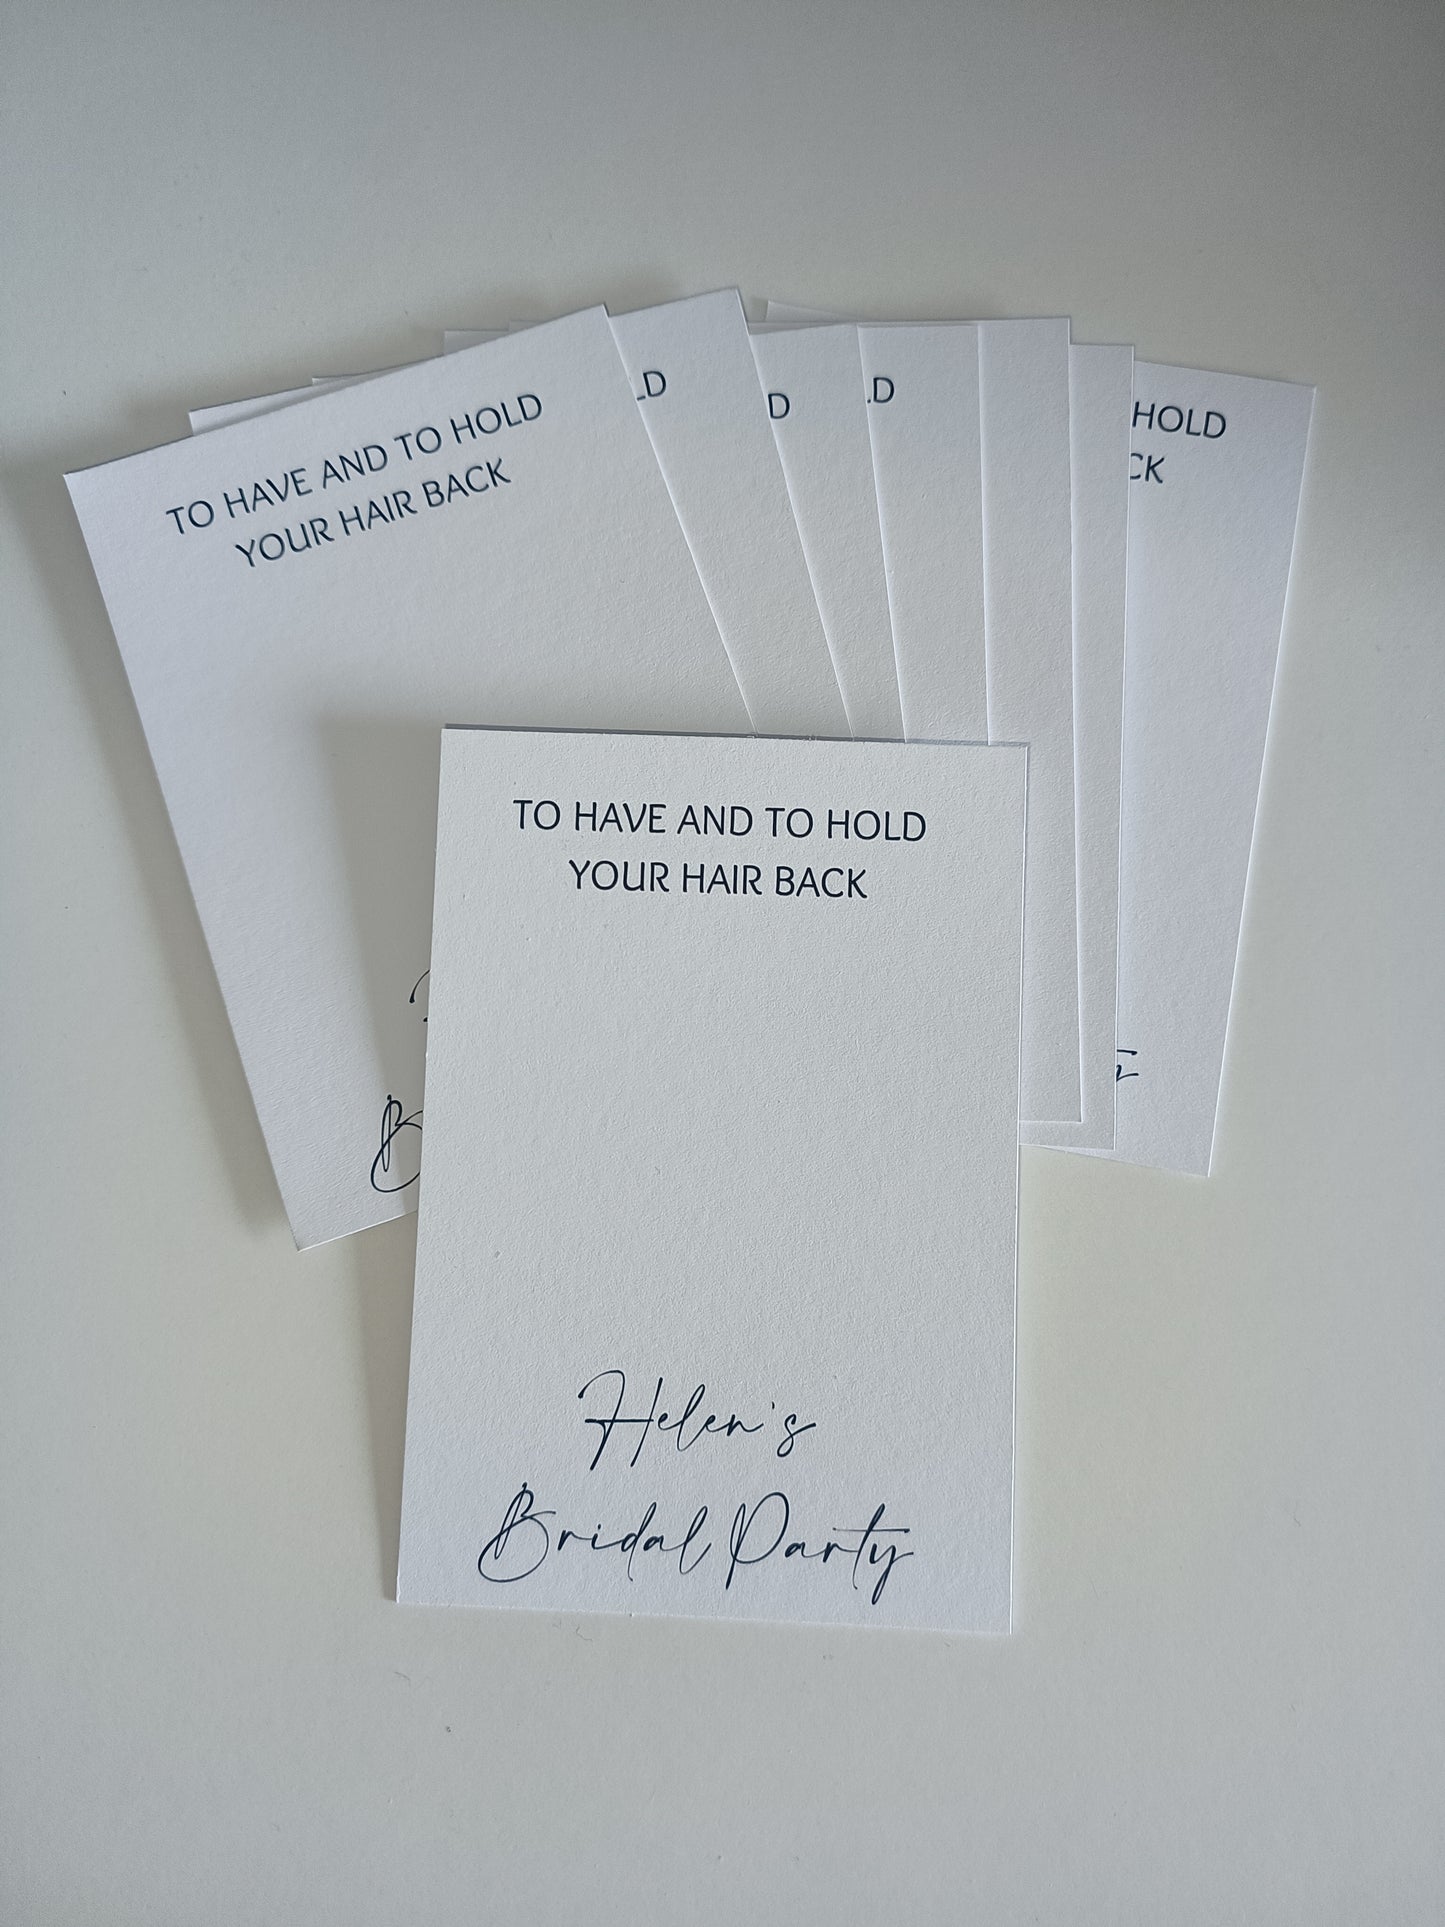 TO HAVE AND TO HOLD
YOUR HAIR BACK
HOLD
TO HAVE AND TO HOLD
YOUR HAIR BACK
Helen's
Bridal Party